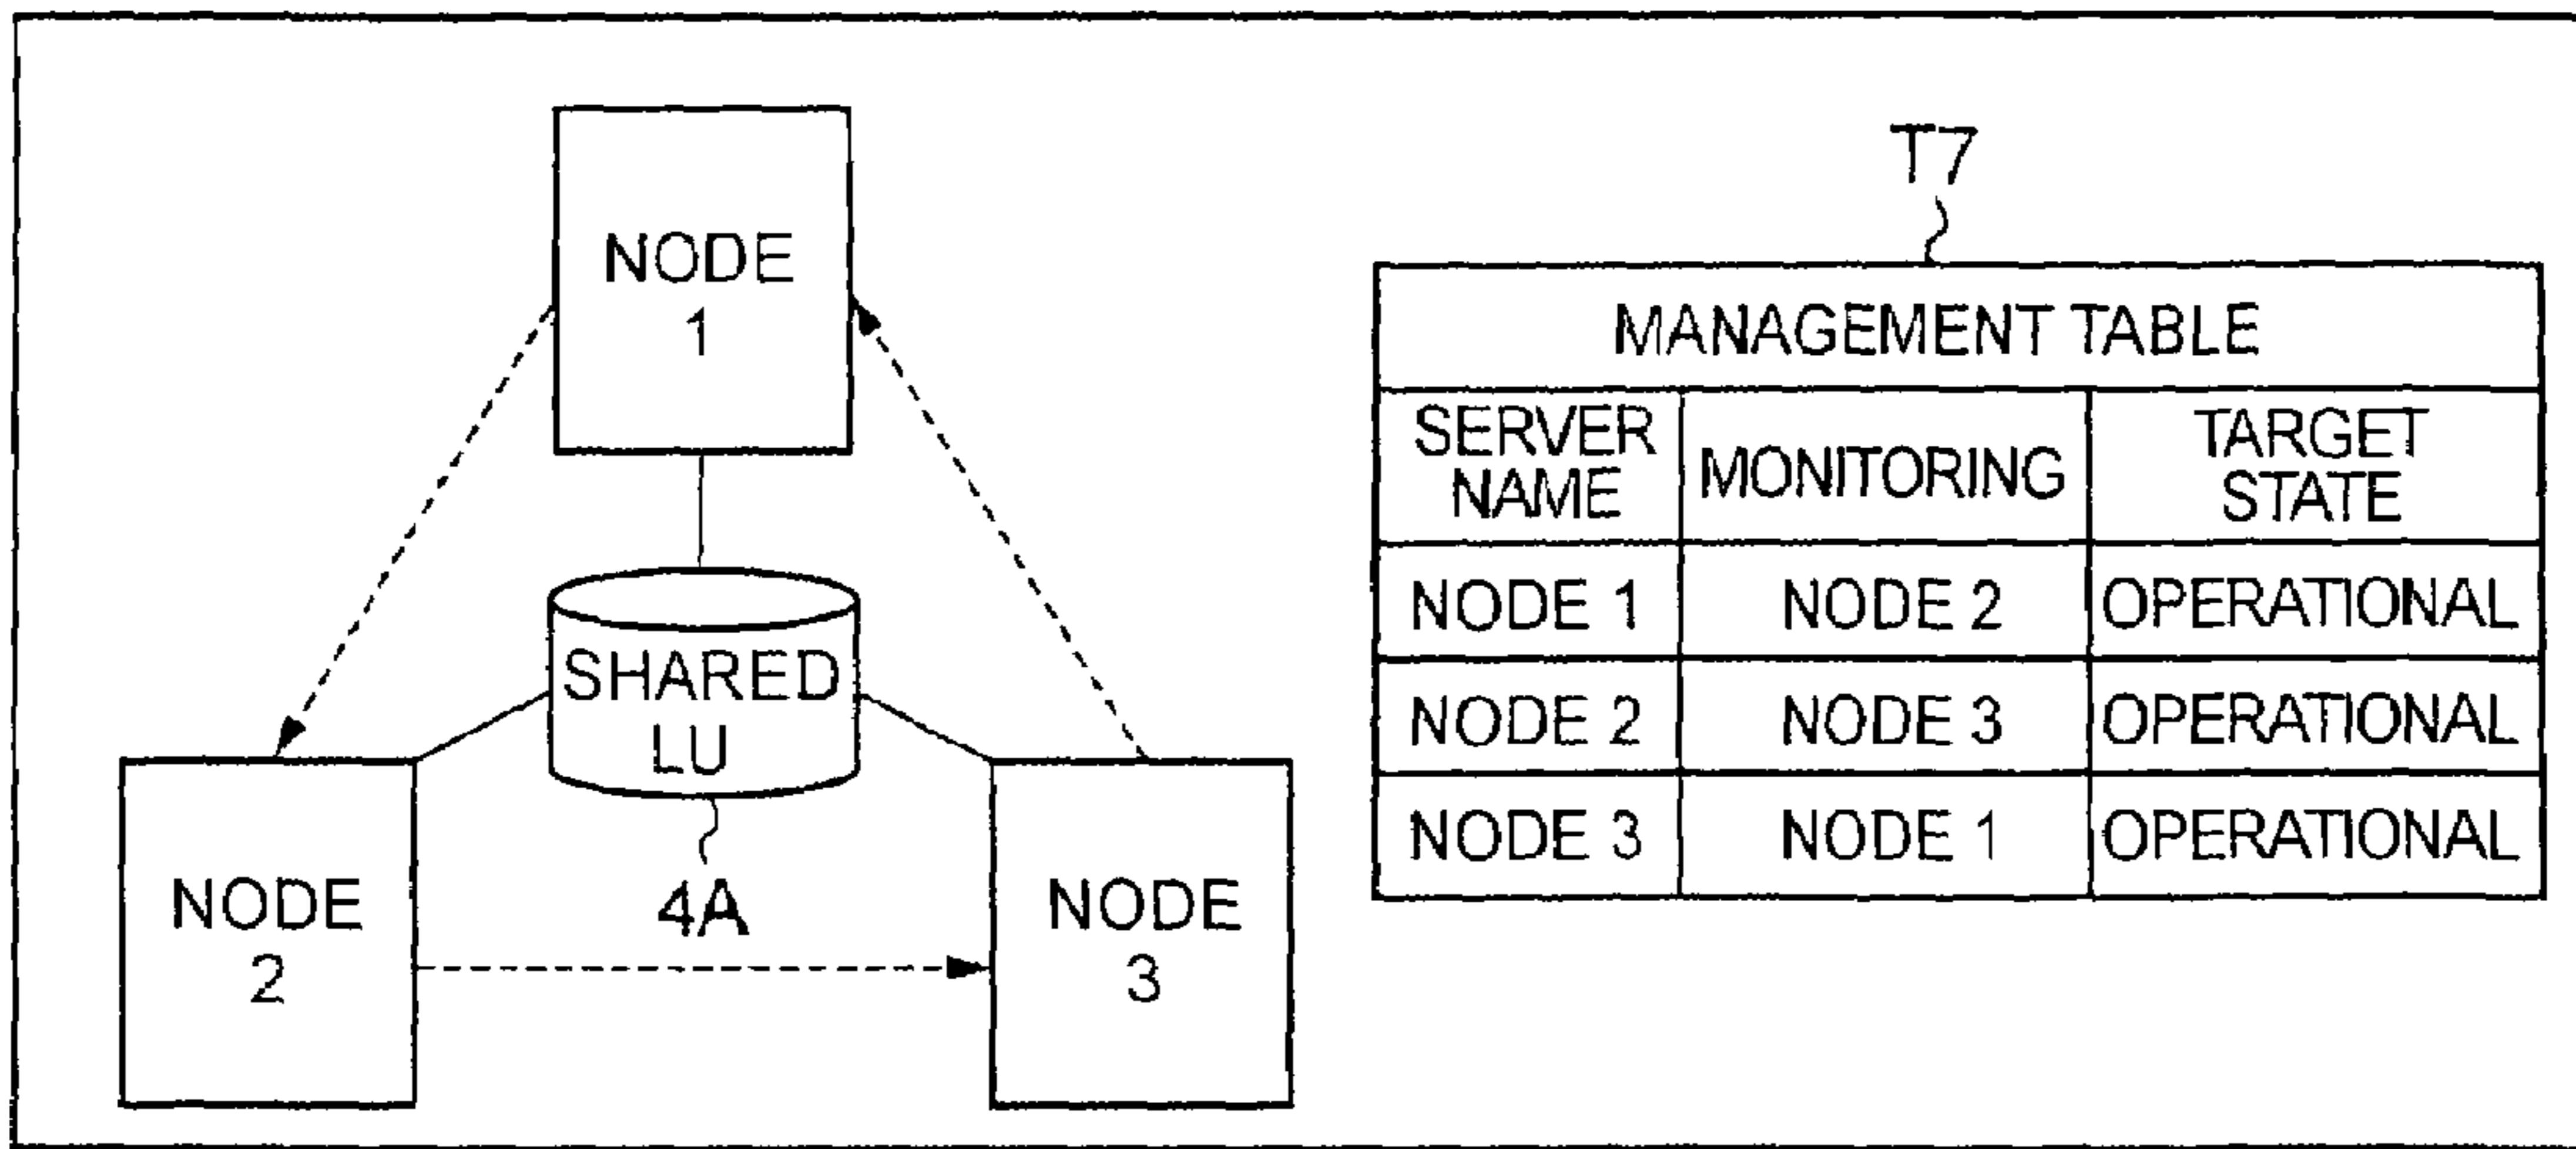 NODE
1
SHARED
LU
4A
NODE
2
NODE
3
T7
MANAGEMENT TABLE
SERVER NAME MONITORING TARGET STATE
NODE 1 NODE 2 OPERATIONAL
NODE 2 NODE 3 OPERATIONAL
NODE 3 NODE 1 OPERATIONAL